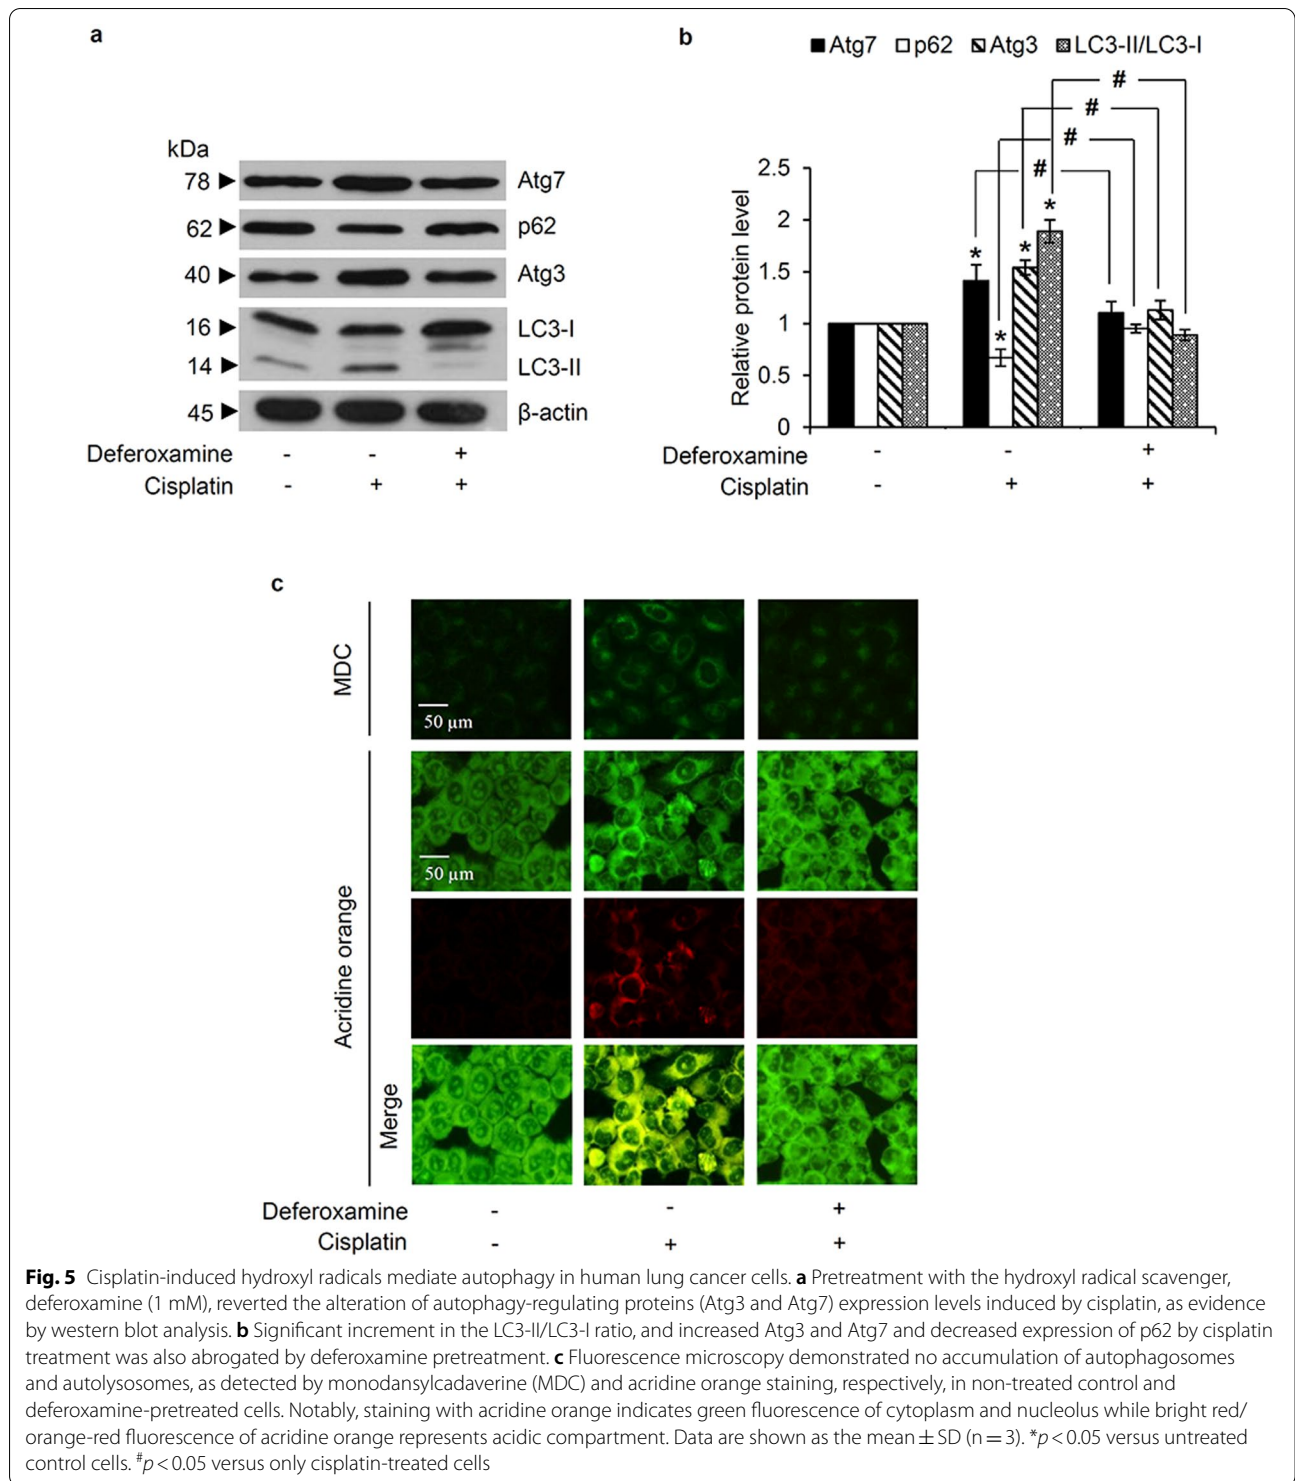 a
kDa
78 ▶ Atg7
62 ▶ p62
40 ▶ Atg3
16 ▶ LC3-I
14 ▶ LC3-II
45 ▶ β-actin
Deferoxamine - - +
Cisplatin - + +
b
Atg7 p62 Atg3 LC3-II/LC3-I
#
#
#
#
Relative protein level
2.5
2
1.5
1
0.5
0
* * * *
Deferoxamine - - +
Cisplatin - + +
c
MDC
50 µm
Acridine orange
50 µm
Merge
Deferoxamine - - +
Cisplatin - + +
Fig. 5 Cisplatin-induced hydroxyl radicals mediate autophagy in human lung cancer cells. a Pretreatment with the hydroxyl radical scavenger,
deferoxamine (1 mM), reverted the alteration of autophagy-regulating proteins (Atg3 and Atg7) expression levels induced by cisplatin, as evidence
by western blot analysis. b Significant increment in the LC3-II/LC3-I ratio, and increased Atg3 and Atg7 and decreased expression of p62 by cisplatin
treatment was also abrogated by deferoxamine pretreatment. c Fluorescence microscopy demonstrated no accumulation of autophagosomes
and autolysosomes, as detected by monodansylcadaverine (MDC) and acridine orange staining, respectively, in non-treated control and
deferoxamine-pretreated cells. Notably, staining with acridine orange indicates green fluorescence of cytoplasm and nucleolus while bright red/
orange-red fluorescence of acridine orange represents acidic compartment. Data are shown as the mean ± SD (n = 3). *p < 0.05 versus untreated
control cells. #p < 0.05 versus only cisplatin-treated cells